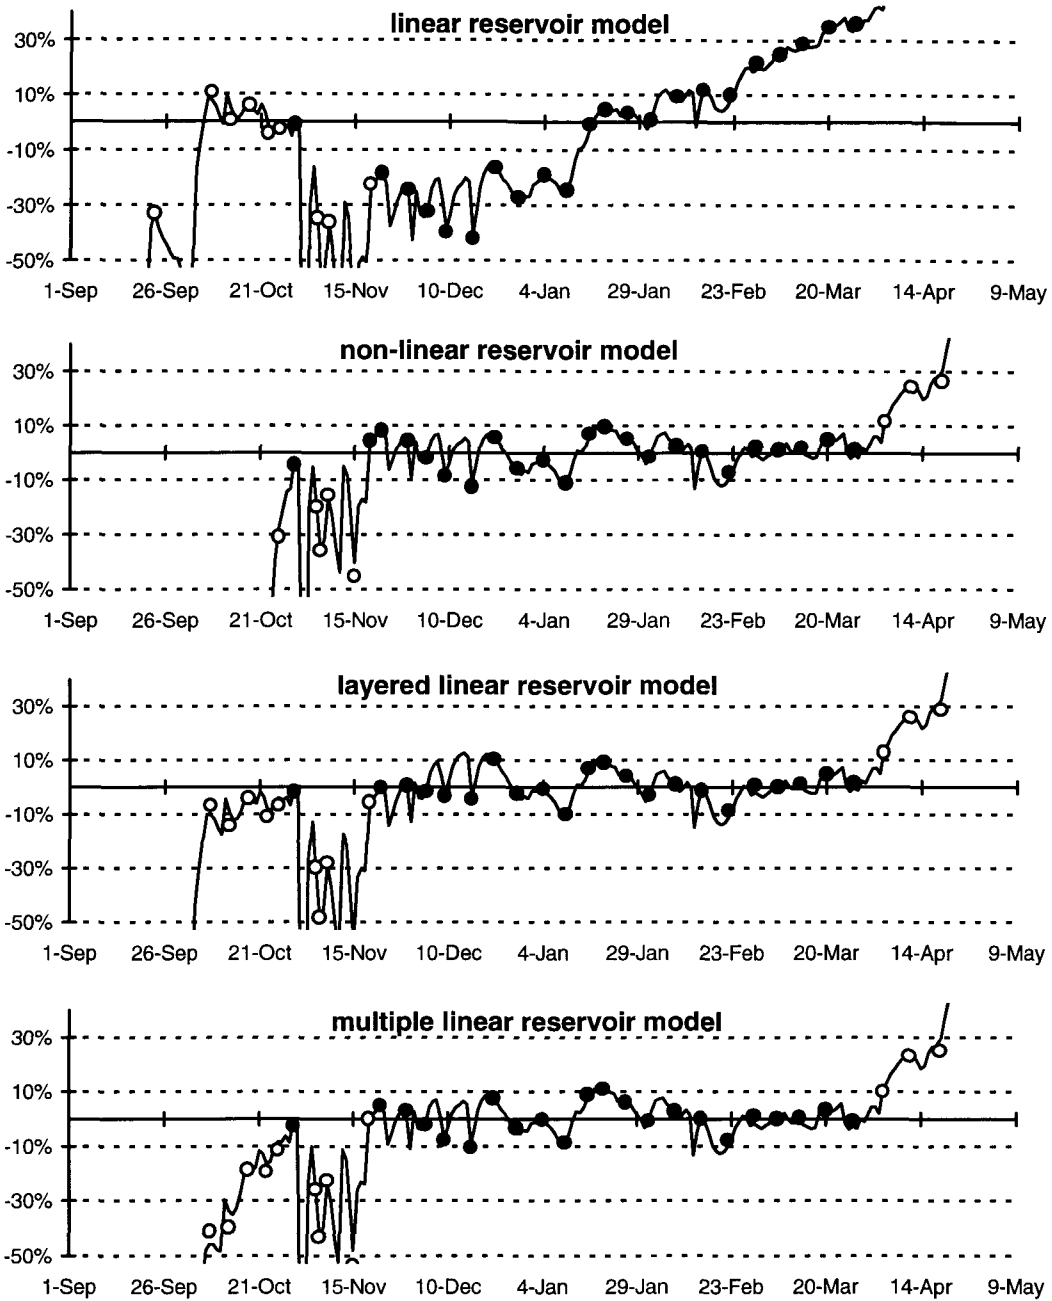 linear reservoir model
30%
10%
-10%
-30%
-50%
1-Sep 26-Sep 21-Oct 15-Nov 10-Dec 4-Jan 29-Jan 23-Feb 20-Mar 14-Apr 9-May
non-linear reservoir model
30%
10%
-10%
-30%
-50%
1-Sep 26-Sep 21-Oct 15-Nov 10-Dec 4-Jan 29-Jan 23-Feb 20-Mar 14-Apr 9-May
layered linear reservoir model
30%
10%
-10%
-30%
-50%
1-Sep 26-Sep 21-Oct 15-Nov 10-Dec 4-Jan 29-Jan 23-Feb 20-Mar 14-Apr 9-May
multiple linear reservoir model
30%
10%
-10%
-30%
-50%
1-Sep 26-Sep 21-Oct 15-Nov 10-Dec 4-Jan 29-Jan 23-Feb 20-Mar 14-Apr 9-May